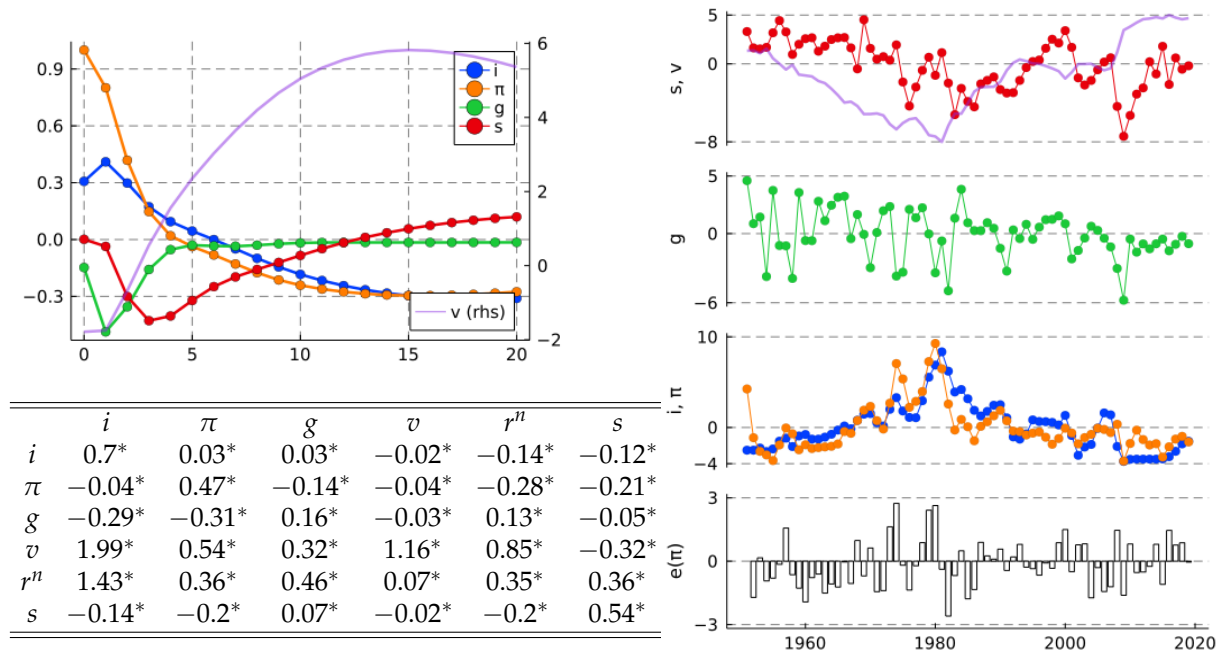 0.9
0.6
0.3
0.0
−0.3
0
5
10
15
20
6
4
2
0
−2
i
π
g
s
v (rhs)
i π g v rⁿ s
i 0.7* 0.03* 0.03* −0.02* −0.14* −0.12*
π −0.04* 0.47* −0.14* −0.04* −0.28* −0.21*
g −0.29* −0.31* 0.16* −0.03* 0.13* −0.05*
v 1.99* 0.54* 0.32* 1.16* 0.85* −0.32*
rⁿ 1.43* 0.36* 0.46* 0.07* 0.35* 0.36*
s −0.14* −0.2* 0.07* −0.02* −0.2* 0.54*
s, v
5
0
−8
g
5
0
−6
i, π
10
0
−4
e(π)
3
0
−3
1960
1980
2000
2020